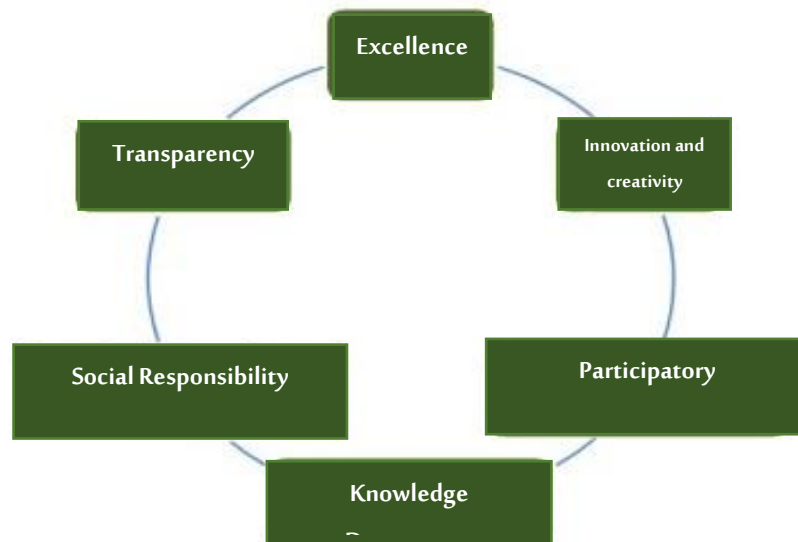 Excellence
Innovation and
creativity
Participatory
Knowledge
Social Responsibility
Transparency